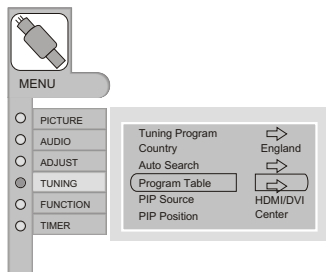 MENU
PICTURE
AUDIO
ADJUST
TUNING
FUNCTION
TIMER
Tuning Program
Country England
Auto Search
Program Table
PIP Source HDMI/DVI
PIP Position Center